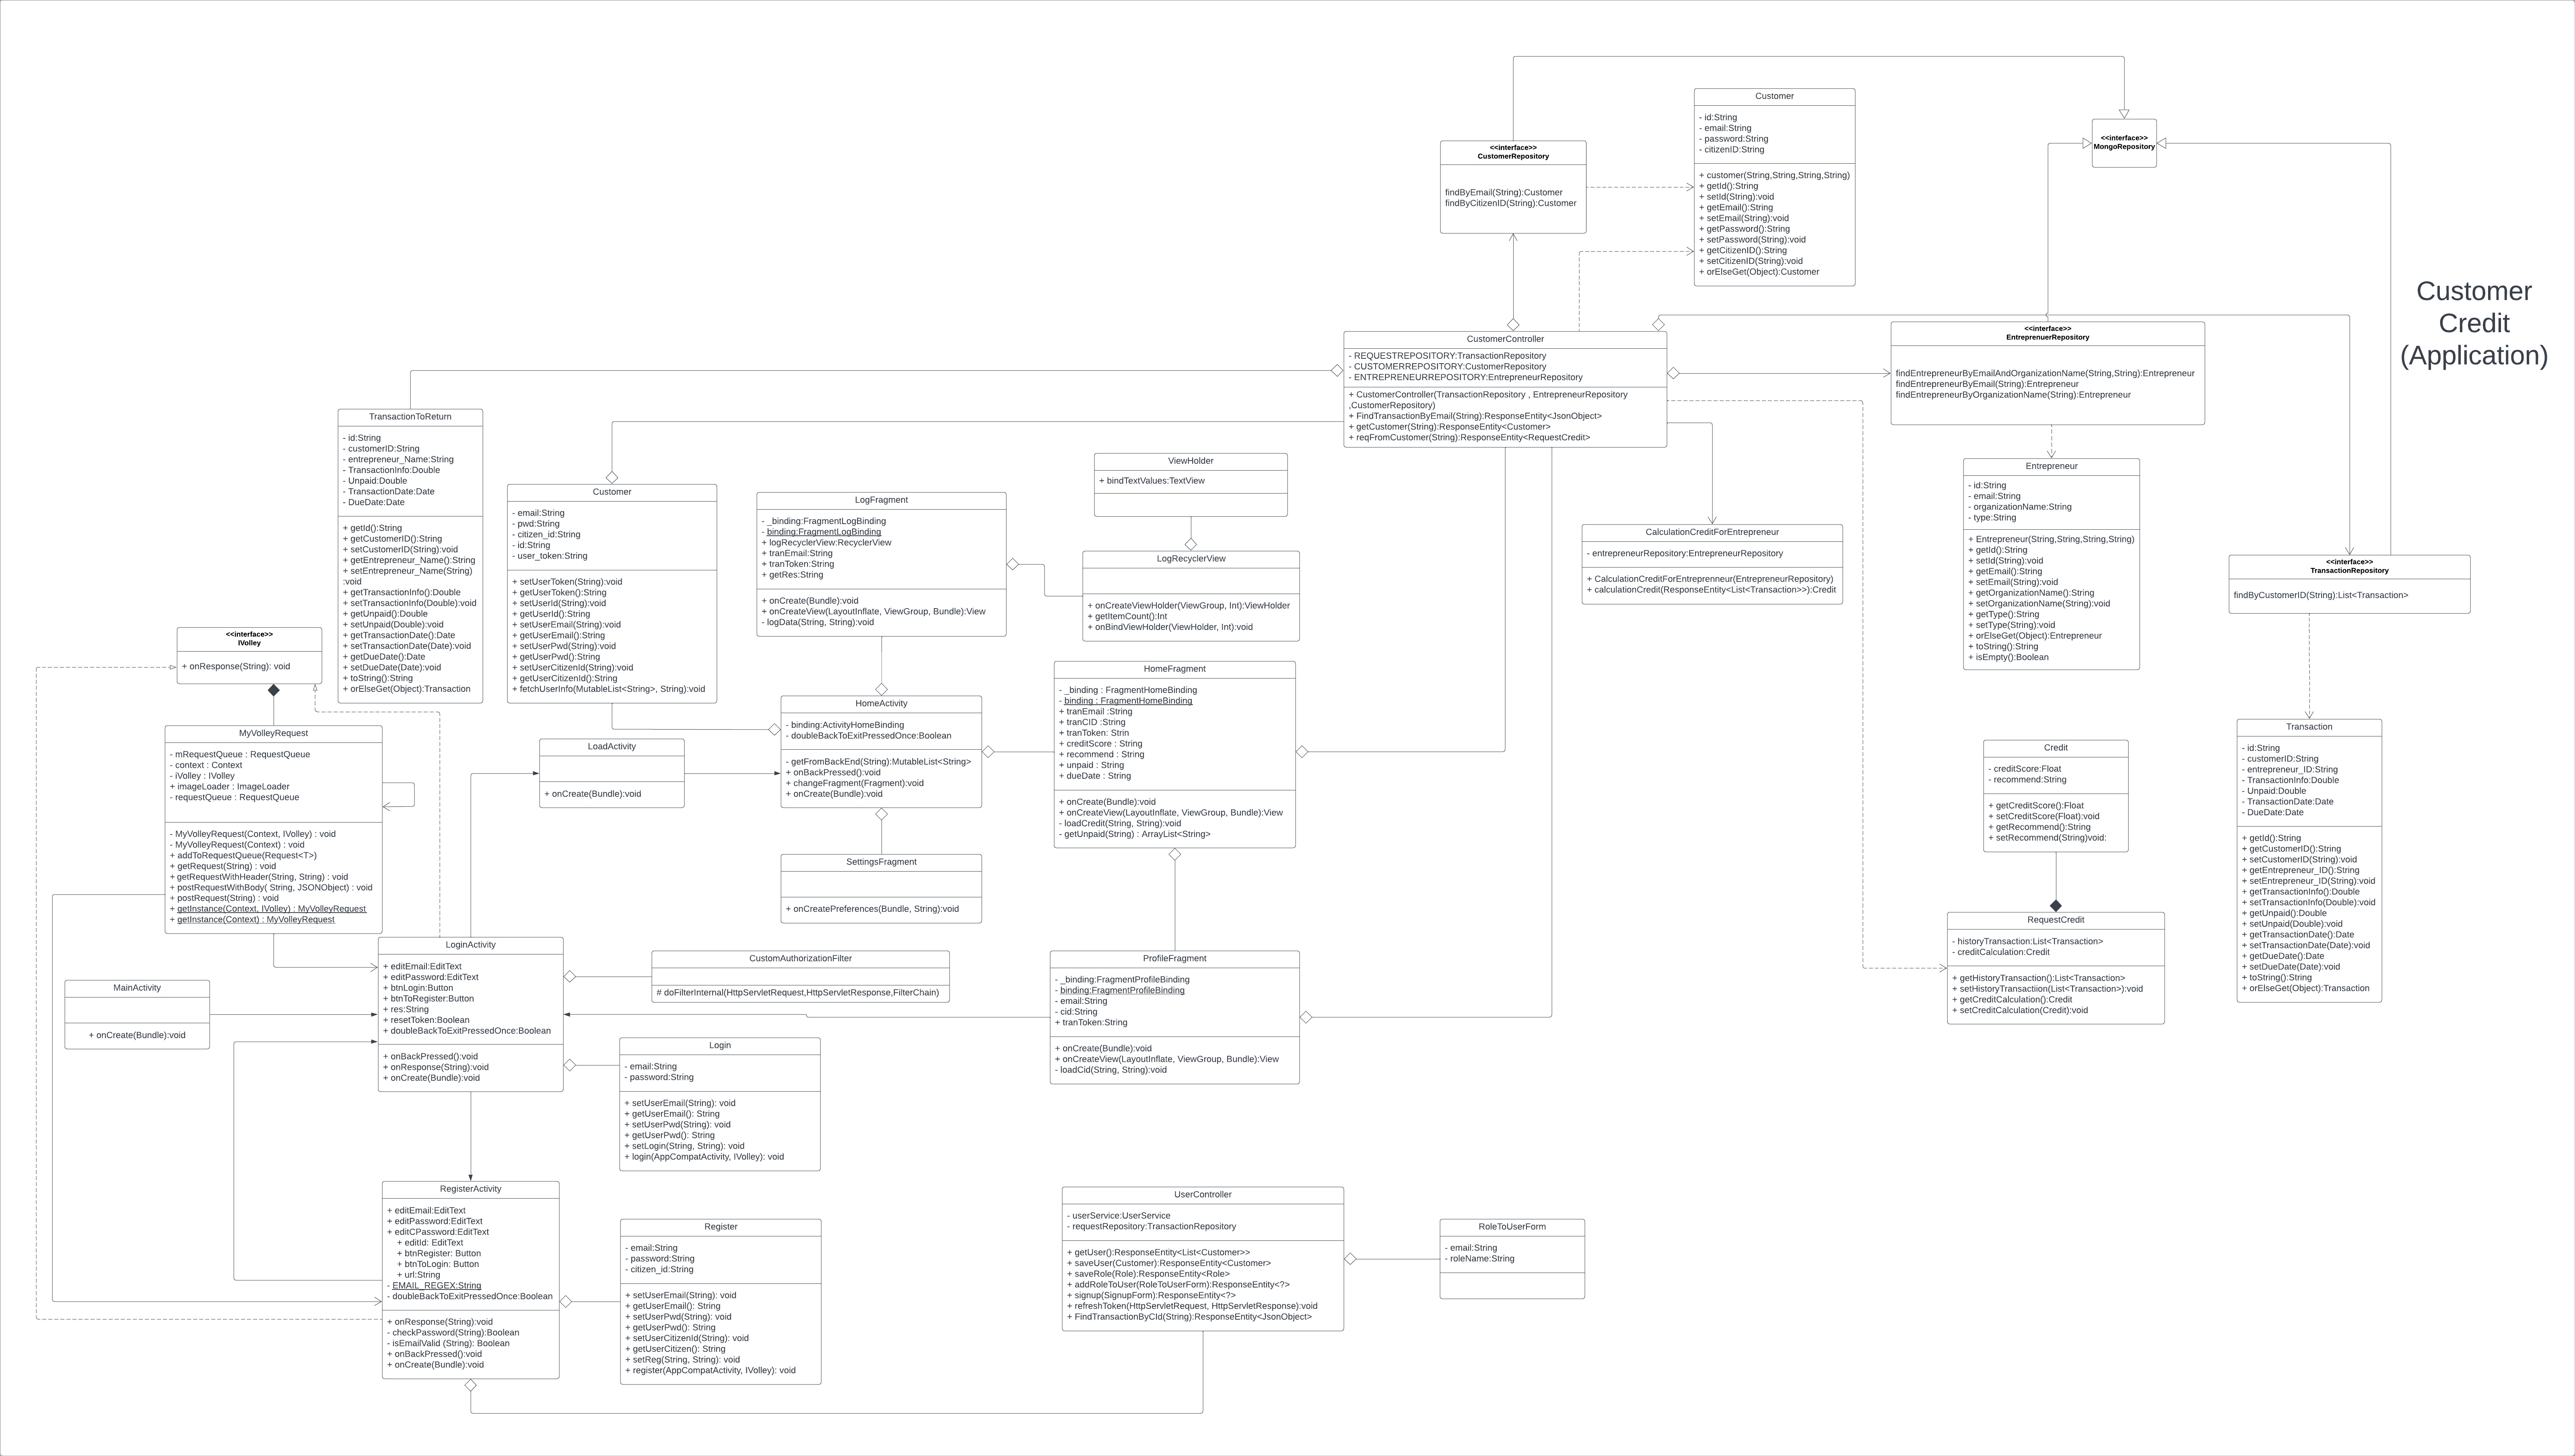 Customer
Credit
(Application)
Customer
- id:String
- email:String
- password:String
- citizenID:String
+ customer(String,String,String,String)
+ getId():String
+ setId(String):void
+ getEmail():String
+ setEmail(String):void
+ getPassword():String
+ setPassword(String):void
+ getCitizenID():String
+ setCitizenID(String):void
+ orElseGet(Object):Customer
<<interface>>
MongoRepository
<<interface>>
CustomerRepository
findByEmail(String):Customer
findByCitizenID(String):Customer
CustomerController
- REQUESTREPOSITORY:TransactionRepository
- CUSTOMERREPOSITORY:CustomerRepository
- ENTREPRENEURREPOSITORY:EntrepreneurRepository
+ CustomerController(TransactionRepository , EntrepreneurRepository
,CustomerRepository)
+ FindTransactionByEmail(String):ResponseEntity<JsonObject>
+ getCustomer(String):ResponseEntity<Customer>
+ reqFromCustomer(String):ResponseEntity<RequestCredit>
<<interface>>
EntreprenuerRepository
findEntrepreneurByEmailAndOrganizationName(String,String):Entrepreneur
findEntrepreneurByEmail(String):Entrepreneur
findEntrepreneurByOrganizationName(String):Entrepreneur
TransactionToReturn
- id:String
- customerID:String
- entrepreneur_Name:String
- TransactionInfo:Double
- Unpaid:Double
- TransactionDate:Date
- DueDate:Date
+ getId():String
+ getCustomerID():String
+ setCustomerID(String):void
+ getEntrepreneur_Name():String
+ setEntrepreneur_Name(String)
:void
+ getTransactionInfo():Double
+ setTransactionInfo(Double):void
+ getUnpaid():Double
+ setUnpaid(Double):void
+ getTransactionDate():Date
+ setTransactionDate(Date):void
+ getDueDate():Date
+ setDueDate(Date):void
+ toString():String
+ orElseGet(Object):Transaction
Customer
- email:String
- pwd:String
- citizen_id:String
- id:String
- user_token:String
+ setUserToken(String):void
+ getUserToken():String
+ setUserId(String):void
+ getUserId():String
+ setUserEmail(String):void
+ getUserEmail():String
+ setUserPwd(String):void
+ getUserPwd():String
+ setUserCitizenId(String):void
+ getUserCitizenId():String
+ fetchUserInfo(MutableList<String>, String):void
LogFragment
- _binding:FragmentLogBinding
- binding:FragmentLogBinding
+ logRecyclerView:RecyclerView
+ tranEmail:String
+ tranToken:String
+ getRes:String
+ onCreate(Bundle):void
+ onCreateView(LayoutInflate, ViewGroup, Bundle):View
- logData(String, String):void
ViewHolder
+ bindTextValues:TextView
LogRecyclerView
+ onCreateViewHolder(ViewGroup, Int):ViewHolder
+ getItemCount():Int
+ onBindViewHolder(ViewHolder, Int):void
CalculationCreditForEntrepreneur
- entrepreneurRepository:EntrepreneurRepository
+ CalculationCreditForEntreprenneur(EntrepreneurRepository)
+ calculationCredit(ResponseEntity<List<Transaction>>):Credit
Entrepreneur
- id:String
- email:String
- organizationName:String
- type:String
+ Entrepreneur(String,String,String,String)
+ getId():String
+ setId(String):void
+ getEmail():String
+ setEmail(String):void
+ getOrganizationName():String
+ setOrganizationName(String):void
+ getType():String
+ setType(String):void
+ orElseGet(Object):Entrepreneur
+ toString():String
+ isEmpty():Boolean
<<interface>>
TransactionRepository
findByCustomerID(String):List<Transaction>
<<interface>>
IVolley
+ onResponse(String): void
MyVolleyRequest
- mRequestQueue : RequestQueue
- context : Context
- iVolley : IVolley
+ imageLoader : ImageLoader
- requestQueue : RequestQueue
- MyVolleyRequest(Context, IVolley) : void
- MyVolleyRequest(Context) : void
+ addToRequestQueue(Request<T>)
+ getRequest(String) : void
+ getRequestWithHeader(String, String) : void
+ postRequestWithBody( String, JSONObject) : void
+ postRequest(String) : void
+ getInstance(Context, IVolley) : MyVolleyRequest
+ getInstance(Context) : MyVolleyRequest
LoadActivity
+ onCreate(Bundle):void
HomeActivity
- binding:ActivityHomeBinding
- doubleBackToExitPressedOnce:Boolean
- getFromBackEnd(String):MutableList<String>
+ onBackPressed():void
+ changeFragment(Fragment):void
+ onCreate(Bundle):void
HomeFragment
- _binding : FragmentHomeBinding
- binding : FragmentHomeBinding
+ tranEmail :String
+ tranCID :String
+ tranToken: Strin
+ creditScore : String
+ recommend : String
+ unpaid : String
+ dueDate : String
+ onCreate(Bundle):void
+ onCreateView(LayoutInflate, ViewGroup, Bundle):View
- loadCredit(String, String):void
- getUnpaid(String) : ArrayList<String>
SettingsFragment
+ onCreatePreferences(Bundle, String):void
Credit
- creditScore:Float
- recommend:String
+ getCreditScore():Float
+ setCreditScore(Float):void
+ getRecommend():String
+ setRecommend(String)void:
Transaction
- id:String
- customerID:String
- entrepreneur_ID:String
- TransactionInfo:Double
- Unpaid:Double
- TransactionDate:Date
- DueDate:Date
+ getId():String
+ getCustomerID():String
+ setCustomerID(String):void
+ getEntrepreneur_ID():String
+ setEntrepreneur_ID(String):void
+ getTransactionInfo():Double
+ setTransactionInfo(Double):void
+ getUnpaid():Double
+ setUnpaid(Double):void
+ getTransactionDate():Date
+ setTransactionDate(Date):void
+ getDueDate():Date
+ setDueDate(Date):void
+ toString():String
+ orElseGet(Object):Transaction
RequestCredit
- historyTransaction:List<Transaction>
- creditCalculation:Credit
+ getHistoryTransaction():List<Transaction>
+ setHistoryTransactiion(List<Transaction>):void
+ getCreditCalculation():Credit
+ setCreditCalculation(Credit):void
MainActivity
+ onCreate(Bundle):void
LoginActivity
+ editEmail:EditText
+ editPassword:EditText
+ btnLogin:Button
+ btnToRegister:Button
+ res:String
+ resetToken:Boolean
+ doubleBackToExitPressedOnce:Boolean
+ onBackPressed():void
+ onResponse(String):void
+ onCreate(Bundle):void
CustomAuthorizationFilter
# doFilterInternal(HttpServletRequest,HttpServletResponse,FilterChain)
ProfileFragment
- _binding:FragmentProfileBinding
- binding:FragmentProfileBinding
- email:String
- cid:String
+ tranToken:String
+ onCreate(Bundle):void
+ onCreateView(LayoutInflate, ViewGroup, Bundle):View
- loadCid(String, String):void
Login
- email:String
- password:String
+ setUserEmail(String): void
+ getUserEmail(): String
+ setUserPwd(String): void
+ getUserPwd(): String
+ setLogin(String, String): void
+ login(AppCompatActivity, IVolley): void
RegisterActivity
+ editEmail:EditText
+ editPassword:EditText
+ editCPassword:EditText
+ editId: EditText
+ btnRegister: Button
+ btnToLogin: Button
+ url:String
- EMAIL_REGEX:String
- doubleBackToExitPressedOnce:Boolean
+ onResponse(String):void
- checkPassword(String):Boolean
- isEmailValid (String): Boolean
+ onBackPressed():void
+ onCreate(Bundle):void
Register
- email:String
- password:String
- citizen_id:String
+ setUserEmail(String): void
+ getUserEmail(): String
+ setUserPwd(String): void
+ getUserPwd(): String
+ setUserCitizenId(String): void
+ getUserCitizen(): String
+ setReg(String, String): void
+ register(AppCompatActivity, IVolley): void
UserController
- userService:UserService
- requestRepository:TransactionRepository
+ getUser():ResponseEntity<List<Customer>>
+ saveUser(Customer):ResponseEntity<Customer>
+ saveRole(Role):ResponseEntity<Role>
+ addRoleToUser(RoleToUserForm):ResponseEntity<?>
+ signup(SignupForm):ResponseEntity<?>
+ refreshToken(HttpServletRequest, HttpServletResponse):void
+ FindTransactionByCId(String):ResponseEntity<JsonObject>
RoleToUserForm
- email:String
- roleName:String